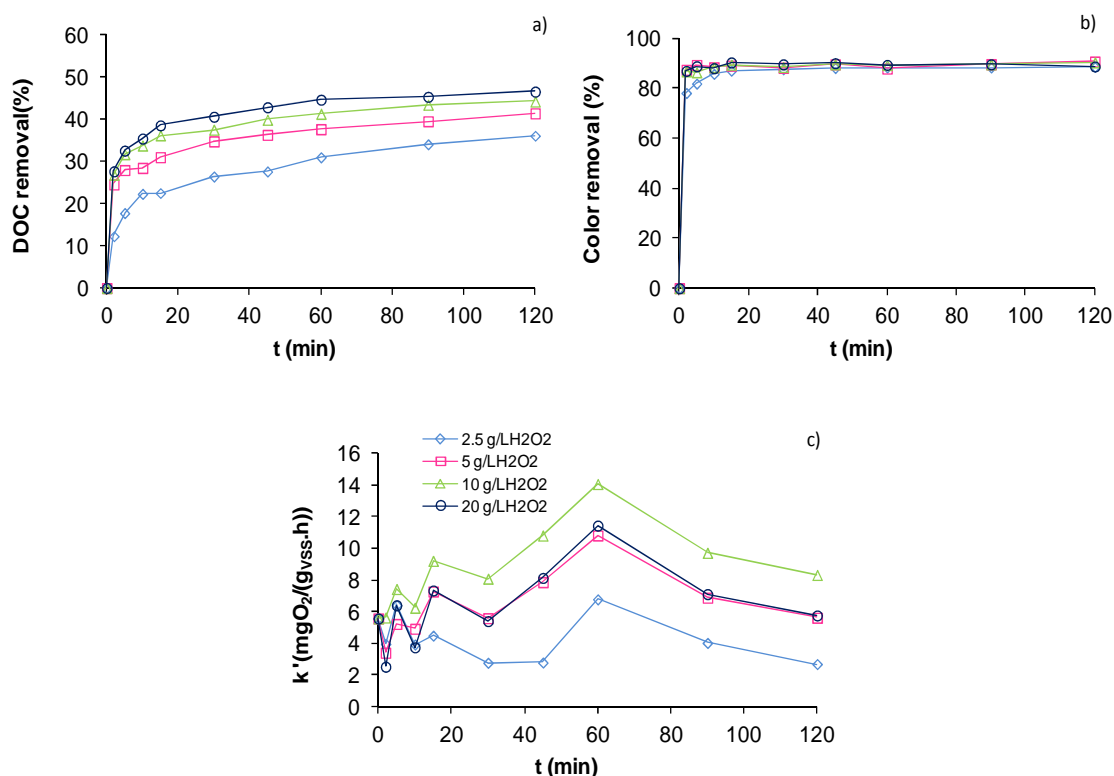 a)
60
50
40
30
20
10
0
DOC removal(%)
0 20 40 60 80 100 120
t (min)
b)
100
80
60
40
20
0
Color removal (%)
0 20 40 60 80 100 120
t (min)
c)
2.5 g/LH2O2
5 g/LH2O2
10 g/LH2O2
20 g/LH2O2
16
14
12
10
8
6
4
2
0
k'(mgO₂/(gᵥₛₛ.h))
0 20 40 60 80 100 120
t (min)